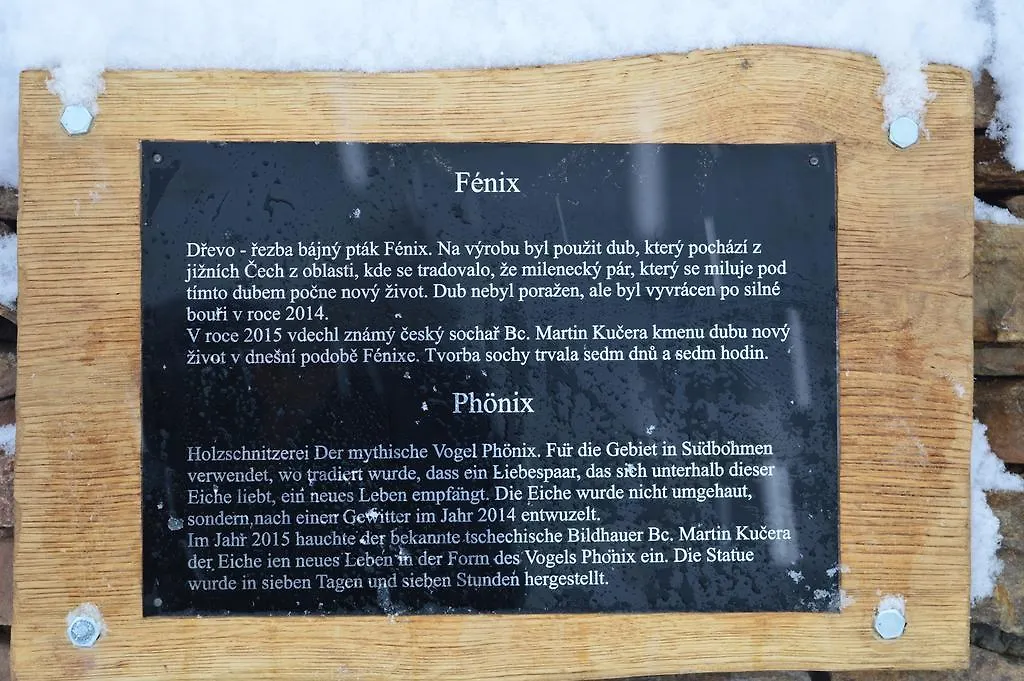 Fénix
Dřevo - řezba bájný pták Fénix. Na výrobu byl použit dub, který pochází z
jižních Čech z oblasti, kde se tradovalo, že milenecký pár, který se miluje pod
tímto dubem počne nový život. Dub nebyl poražen, ale byl vyvrácen po silné
bouři v roce 2014.
V roce 2015 vdechl známý český sochař Bc. Martin Kučera kmenu dubu nový
život v dnešní podobě Fénixe. Tvorba sochy trvala sedm dnů a sedm hodin.
Phönix
Holzschnitzerei Der mythische Vogel Phönix. Für die Gebiet in Südböhmen
verwendet, wo tradiert wurde, dass ein Liebespaar, das sich unterhalb dieser
Eiche liebt, ein neues Leben empfängt. Die Eiche wurde nicht umgehaut,
sondern nach einen Gewitter im Jahr 2014 entwuzelt.
Im Jahr 2015 hauchte der bekannte tschechische Bildhauer Bc. Martin Kučera
der Eiche ien neues Leben in der Form des Vogels Phönix ein. Die Statue
wurde in sieben Tagen und sieben Stunden hergestellt.